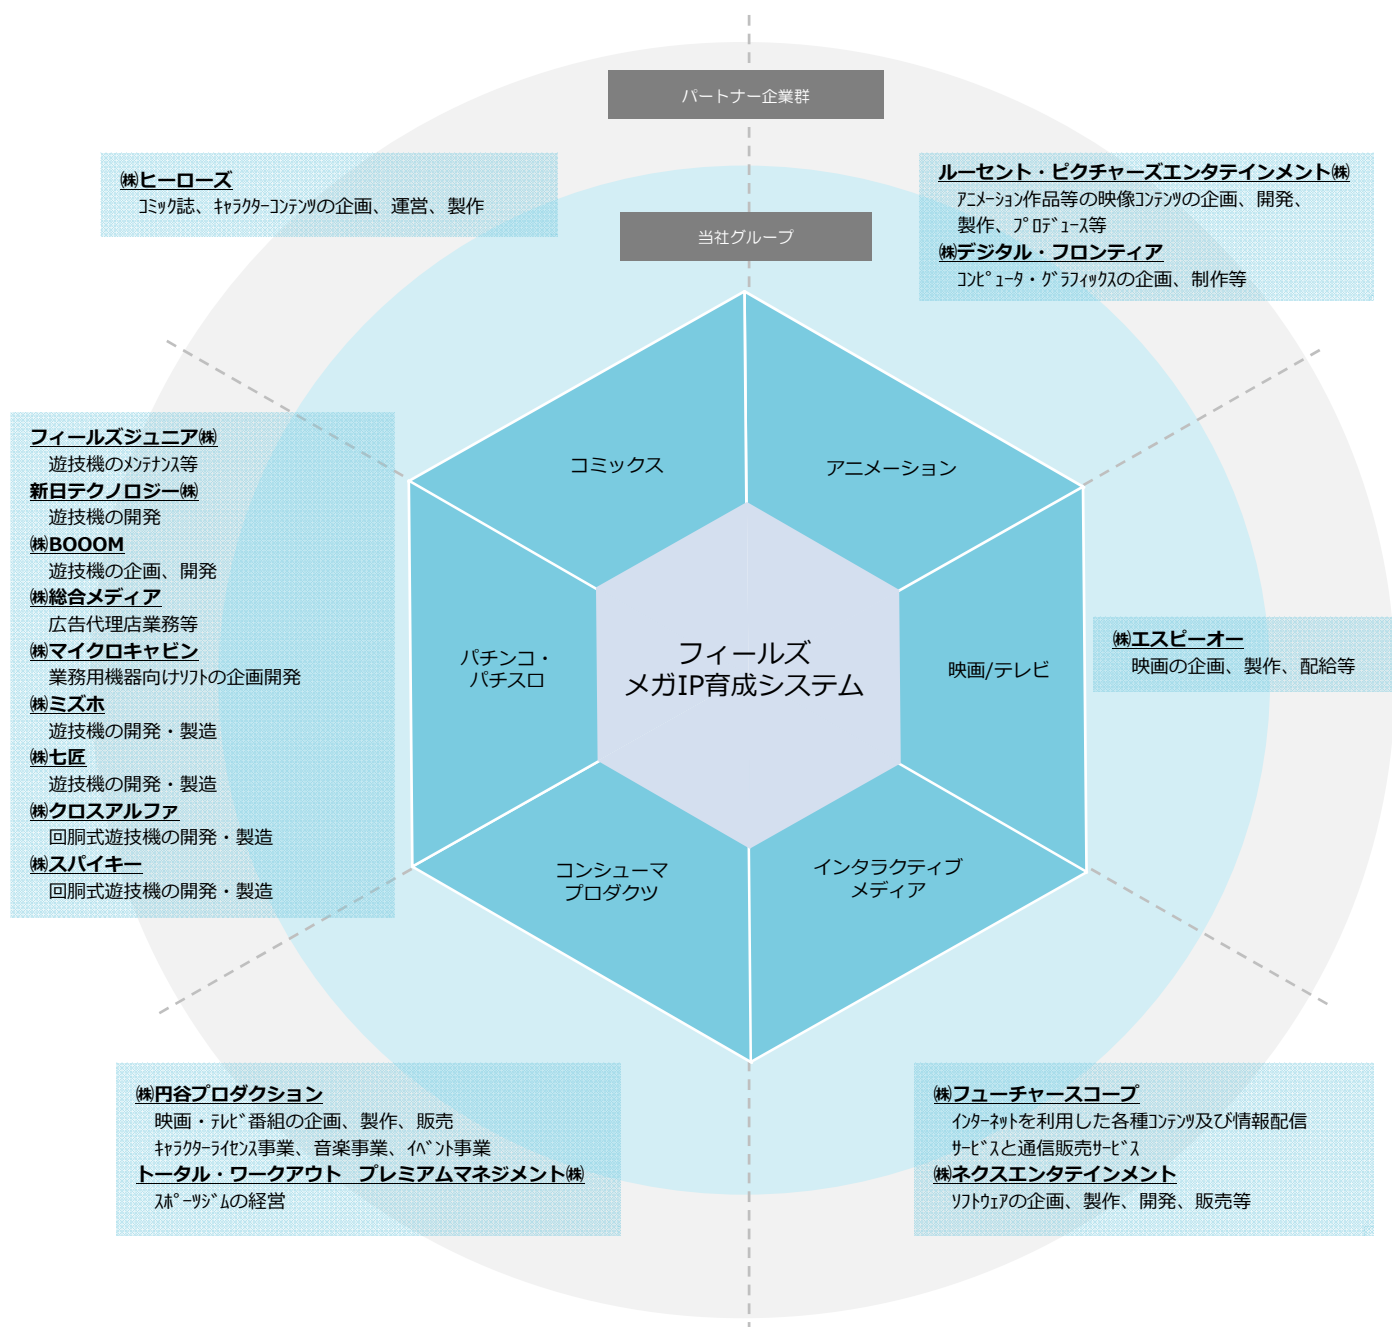 パートナー企業群
㈱ヒーローズ
ｺﾐｯｸ誌、ｷｬﾗｸﾀｰｺﾝﾃﾝﾂの企画、運営、製作
ルーセント・ピクチャーズエンタテインメント㈱
ｱﾆﾒｰｼｮﾝ作品等の映像ｺﾝﾃﾝﾂの企画、開発、
製作、ﾌﾟﾛﾃﾞｭｰｽ等
㈱デジタル・フロンティア
ｺﾝﾋﾟｭｰﾀ・ｸﾞﾗﾌｨｯｸｽの企画、制作等
当社グループ
コミックス
アニメーション
フィールズジュニア㈱
遊技機のﾒﾝﾃﾅﾝｽ等
新日テクノロジー㈱
遊技機の開発
㈱BOOOM
遊技機の企画、開発
㈱総合メディア
広告代理店業務等
㈱マイクロキャビン
業務用機器向けｿﾌﾄの企画開発
㈱ミズホ
遊技機の開発・製造
㈱七匠
遊技機の開発・製造
㈱クロスアルファ
回胴式遊技機の開発・製造
㈱スパイキー
回胴式遊技機の開発・製造
パチンコ・
パチスロ
フィールズ
メガIP育成システム
映画/テレビ
㈱エスピーオー
映画の企画、製作、配給等
コンシューマ
プロダクツ
インタラクティブ
メディア
㈱円谷プロダクション
映画・ﾃﾚﾋﾞ番組の企画、製作、販売
ｷｬﾗｸﾀｰﾗｲｾﾝｽ事業、音楽事業、ｲﾍﾞﾝﾄ事業
トータル・ワークアウト　プレミアムマネジメント㈱
ｽﾎﾟｰﾂｼﾞﾑの経営
㈱フューチャースコープ
ｲﾝﾀｰﾈｯﾄを利用した各種ｺﾝﾃﾝﾂ及び情報配信
ｻｰﾋﾞｽと通信販売ｻｰﾋﾞｽ
㈱ネクスエンタテインメント
ｿﾌﾄｳｪｱの企画、製作、開発、販売等